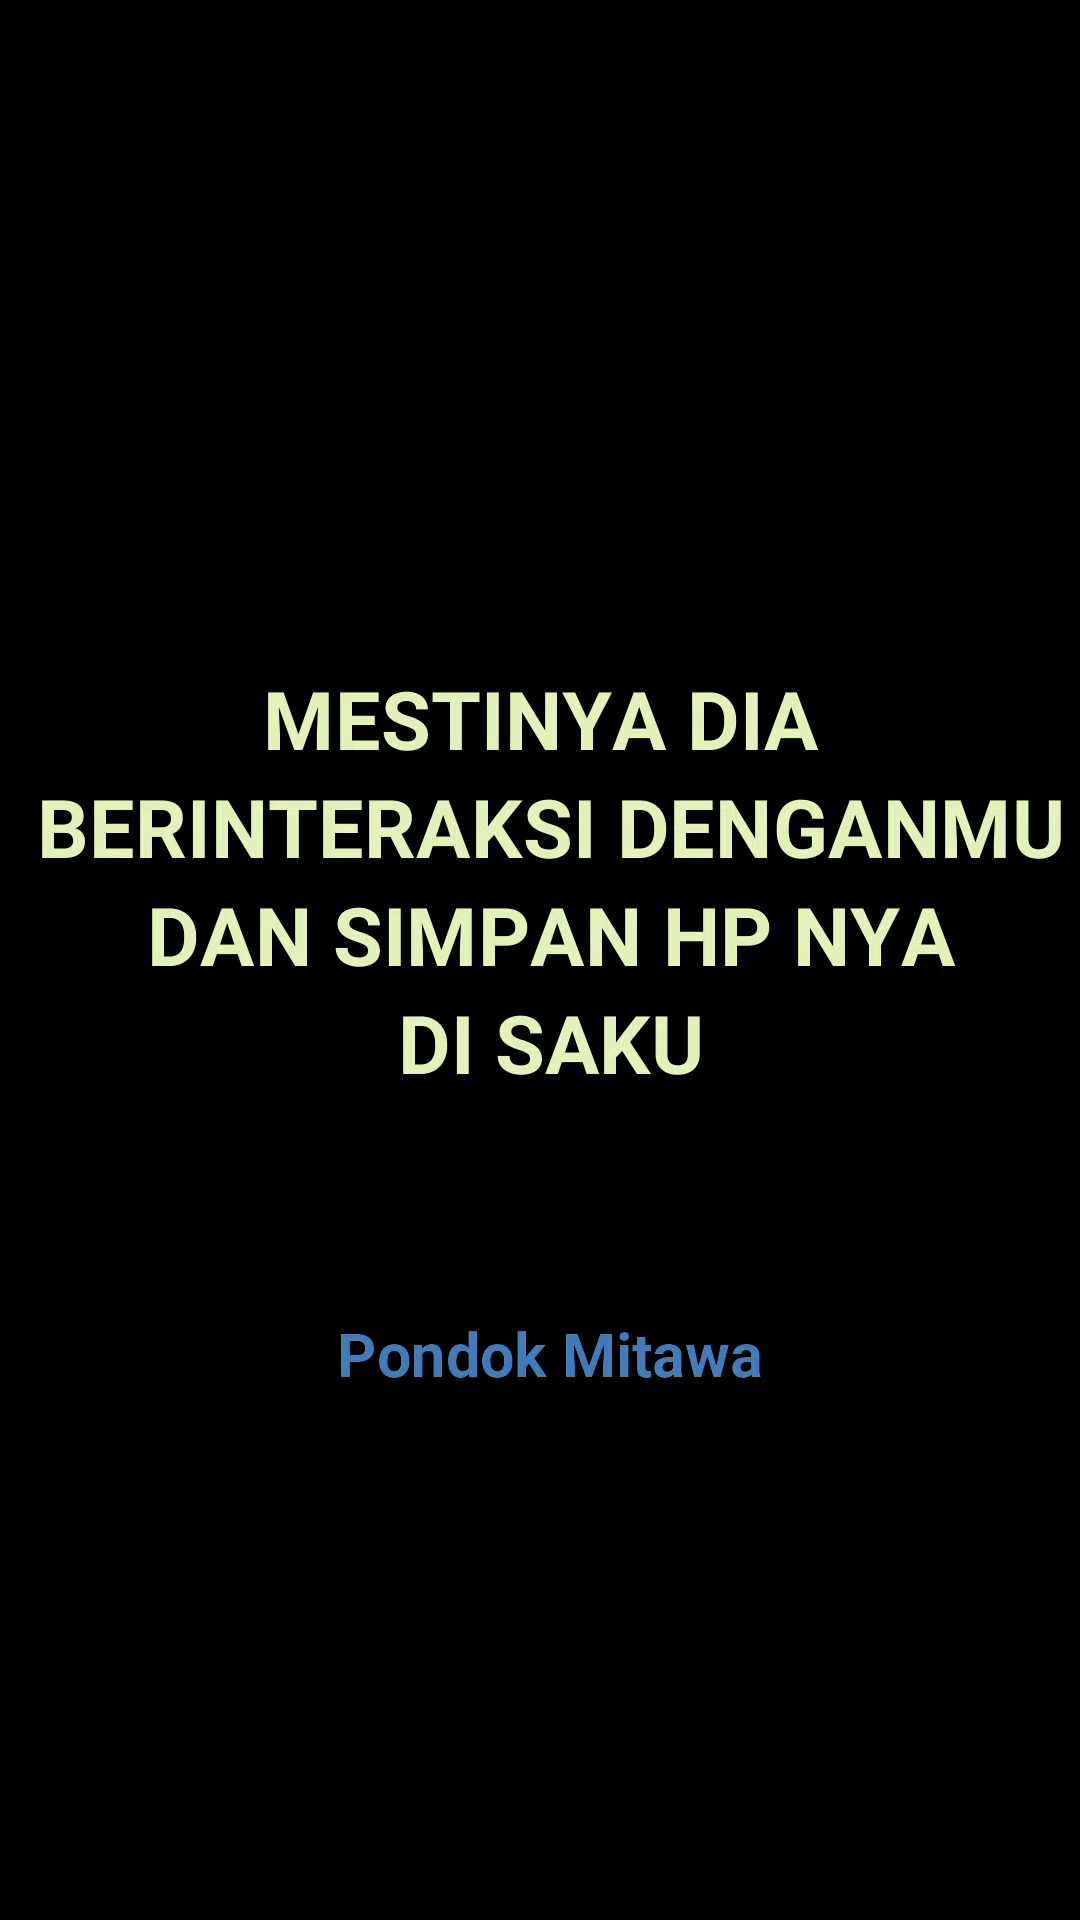 MESTINYA DIA
BERINTERAKSI DENGANMU
DAN SIMPAN HP NYA
DI SAKU
Pondok Mitawa